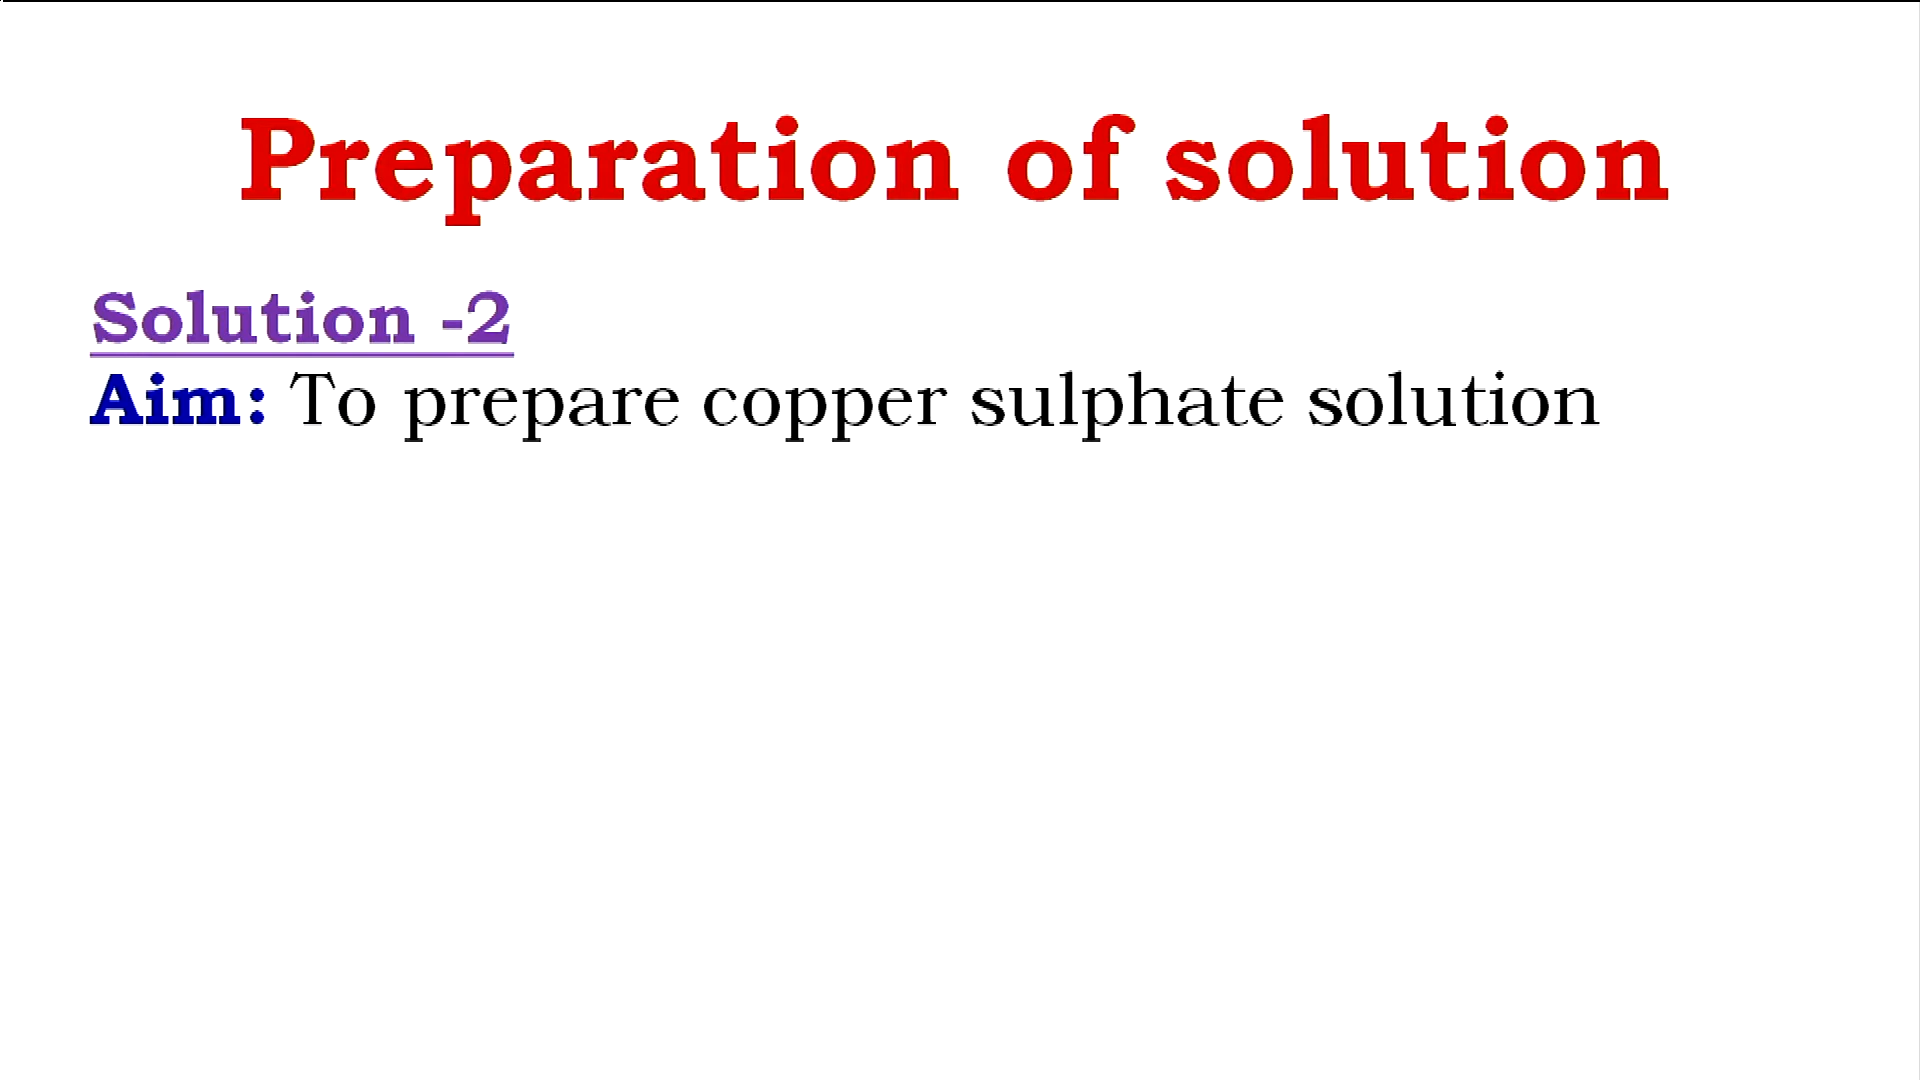 Preparation of solution
Solution -2
Aim: To prepare copper sulphate solution